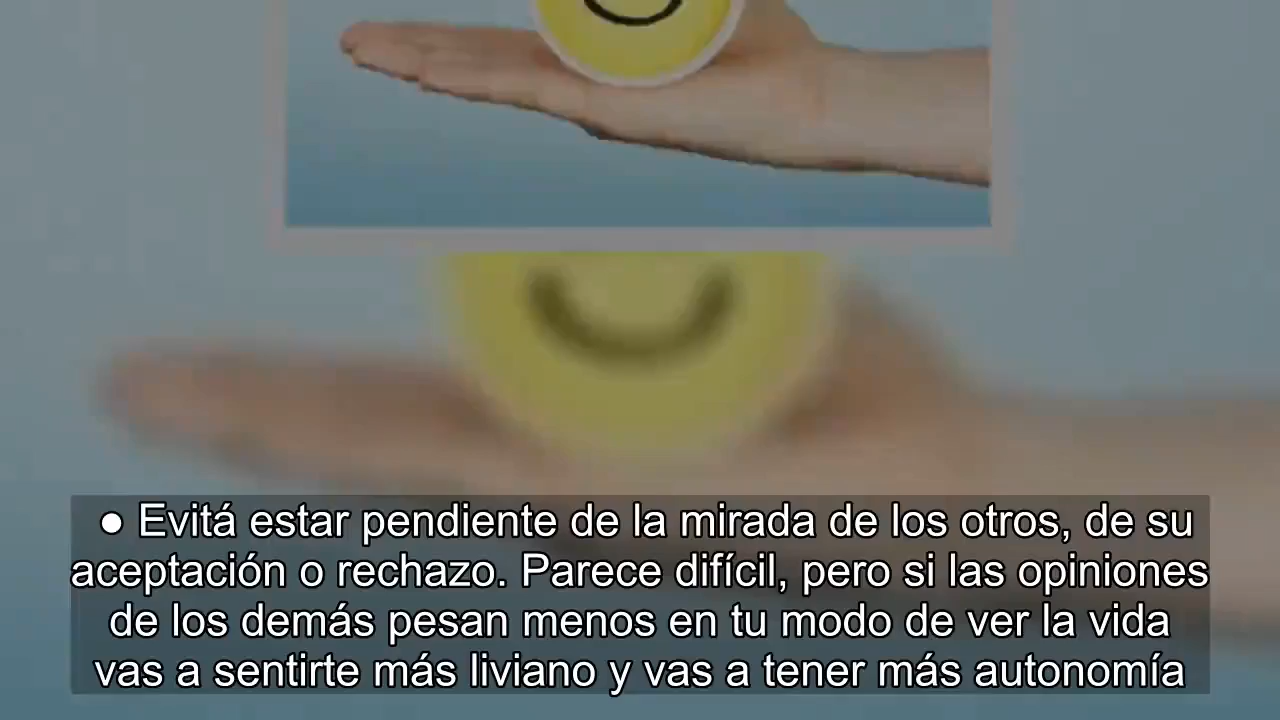 ● Evitá estar pendiente de la mirada de los otros, de su
aceptación o rechazo. Parece difícil, pero si las opiniones
de los demás pesan menos en tu modo de ver la vida
vas a sentirte más liviano y vas a tener más autonomía